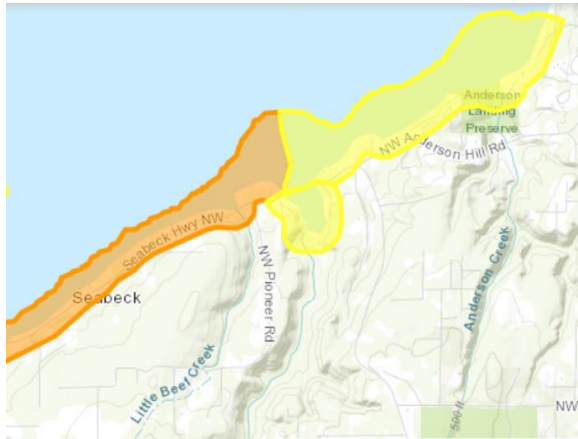 Anderson
Landing
Preserve
NW Anderson Hill Rd
Seabeck Hwy NW
Seabeck
NW Pioneer Rd
Anderson Creek
Little Beef Creek
500 ft
NW